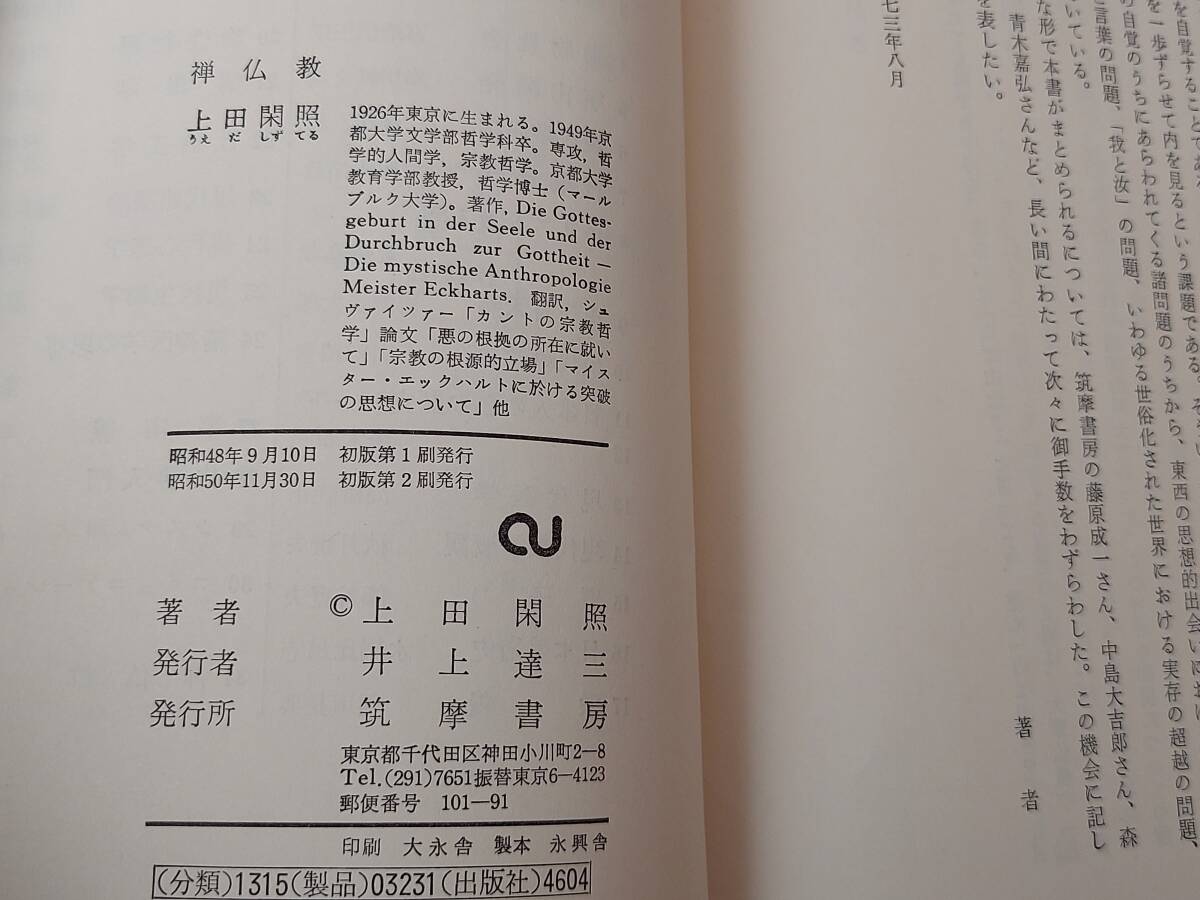 禅仏教
上田閑照
うえ だ しず てる
1926年東京に生まれる。1949年京
都大学文学部哲学科卒。専攻, 哲
学的人間学, 宗教哲学。京都大学
教育学部教授, 哲学博士（マール
ブルク大学）。著作, Die Gottes-
geburt in der Seele und der
Durchbruch zur Gottheit —
Die mystische Anthropologie
Meister Eckharts. 翻訳, シュ
ヴァイツァー「カントの宗教哲
学」論文「悪の根拠の所在に就い
て」「宗教の根源的立場」「マイス
ター・エックハルトに於ける突破
の思想について」他
昭和48年9月10日 初版第1刷発行
昭和50年11月30日 初版第2刷発行
著者 ©上田閑照
発行者 井上達三
発行所 筑摩書房
東京都千代田区神田小川町2—8
Tel. (291)7651振替東京6—4123
郵便番号 101—91
印刷 大永舎 製本 永興舎
(分類)1315(製品)03231(出版社)4604
を自覚することである
を一歩ずらせて内を見るという課題である。
の自覚のうちにあらわれてくる諸問題のうちから、東西の思想的出会いにおけ
言葉の問題、「我と汝」の問題、いわゆる世俗化された世界における実存の超越の問題、
いている。
な形で本書がまとめられるについては、筑摩書房の藤原成一さん、中島大吉郎さん、森
青木嘉弘さんなど、長い間にわたって次々に御手数をわずらわした。この機会に記し
を表したい。
七三年八月
著者